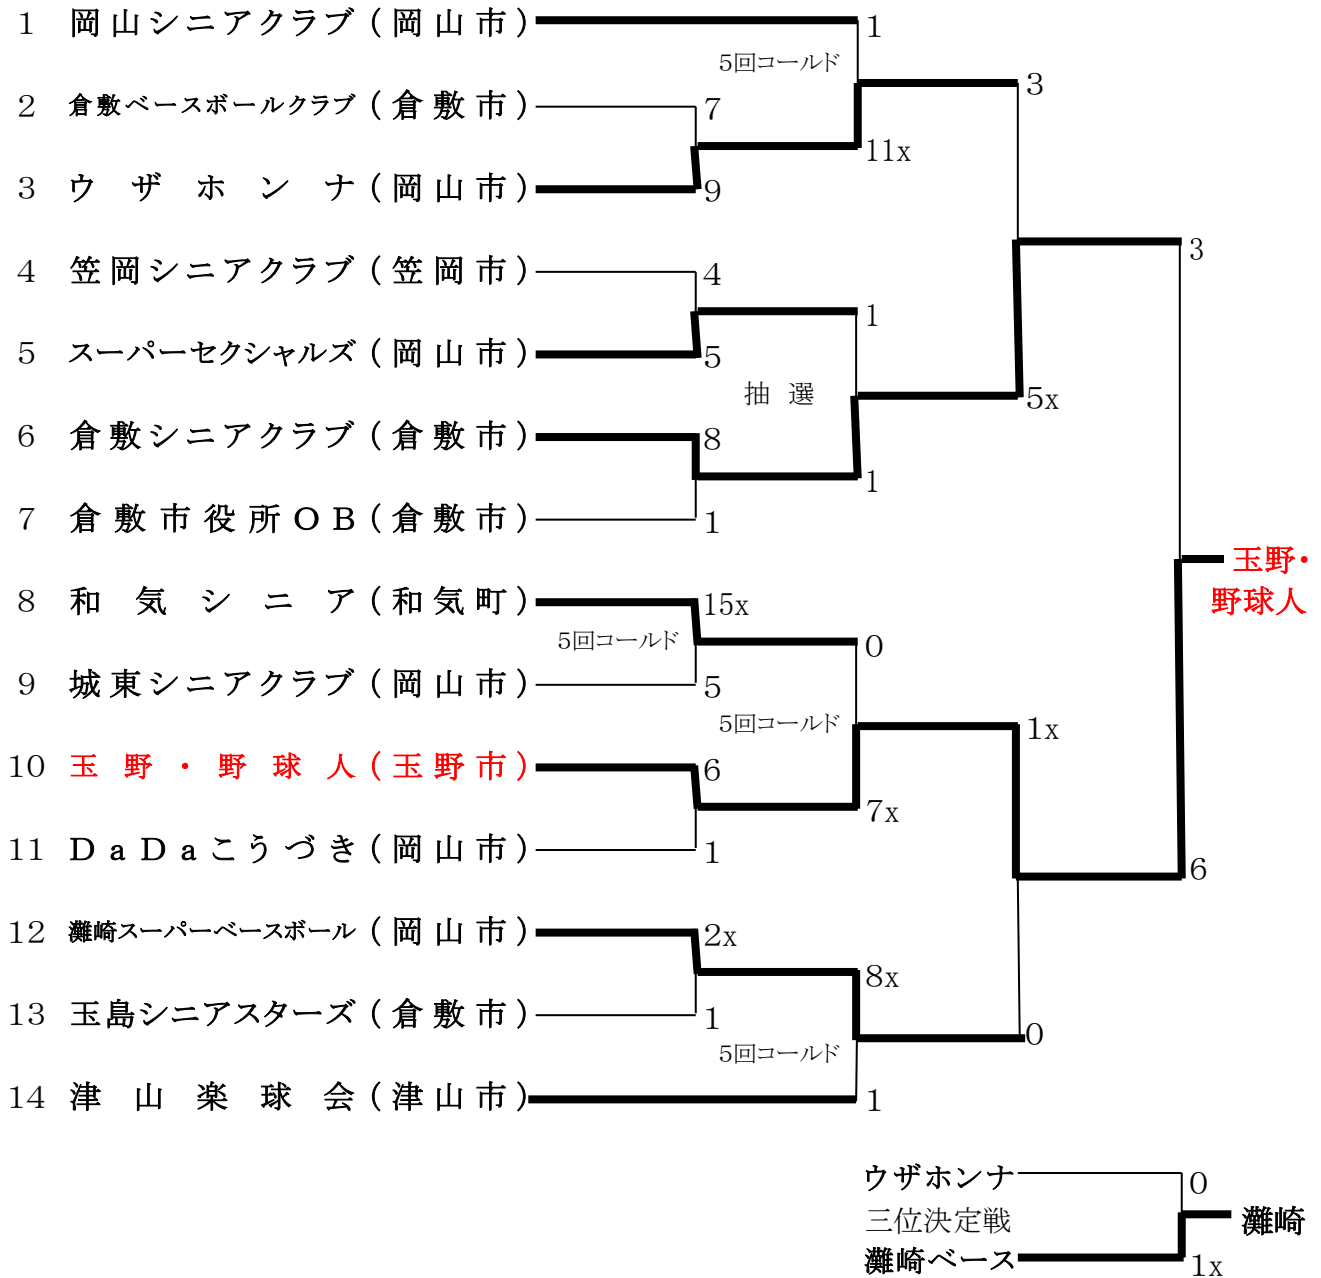 1 岡山シニアクラブ(岡山市) 1
5回コールド
3
2 倉敷ベースボールクラブ(倉敷市) 7
11x
3 ウザホンナ(岡山市) 9
3
4 笠岡シニアクラブ(笠岡市) 4
1
5 スーパーセクシャルズ(岡山市) 5
抽選
5x
6 倉敷シニアクラブ(倉敷市) 8
1
7 倉敷市役所OB(倉敷市) 1
玉野・
野球人
8 和気シニア(和気町) 15x
5回コールド
0
9 城東シニアクラブ(岡山市) 5
5回コールド
1x
10 玉野・野球人(玉野市) 6
7x
11 DaDaこうづき(岡山市) 1
6
12 灘崎スーパーベースボール(岡山市) 2x
8x
13 玉島シニアスターズ(倉敷市) 1
0
5回コールド
14 津山楽球会(津山市) 1
ウザホンナ 0
三位決定戦
灘崎
灘崎ベース 1x